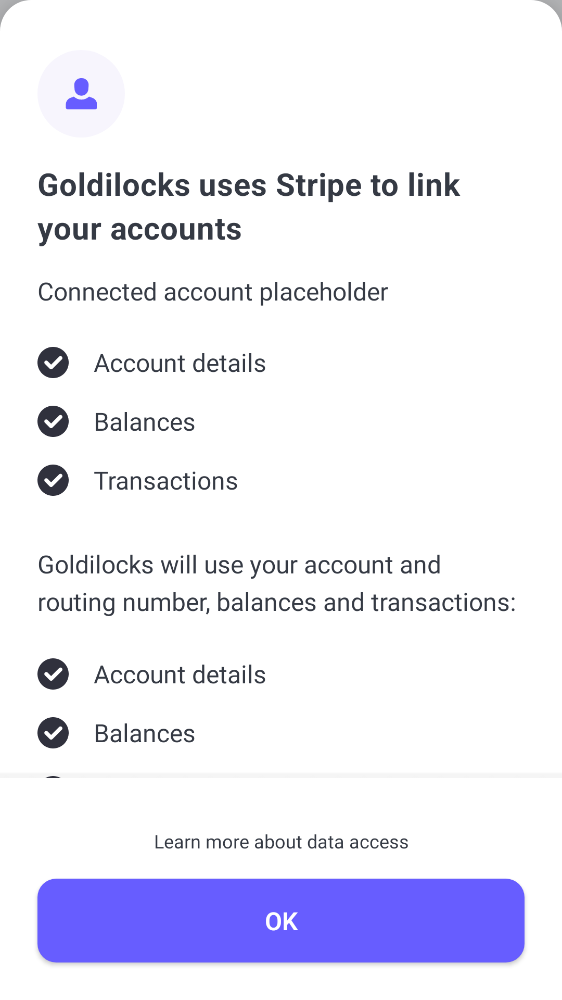 Goldilocks uses Stripe to link
your accounts
Connected account placeholder
Account details
Balances
Transactions
Goldilocks will use your account and
routing number, balances and transactions:
Account details
Balances
Learn more about data access
OK